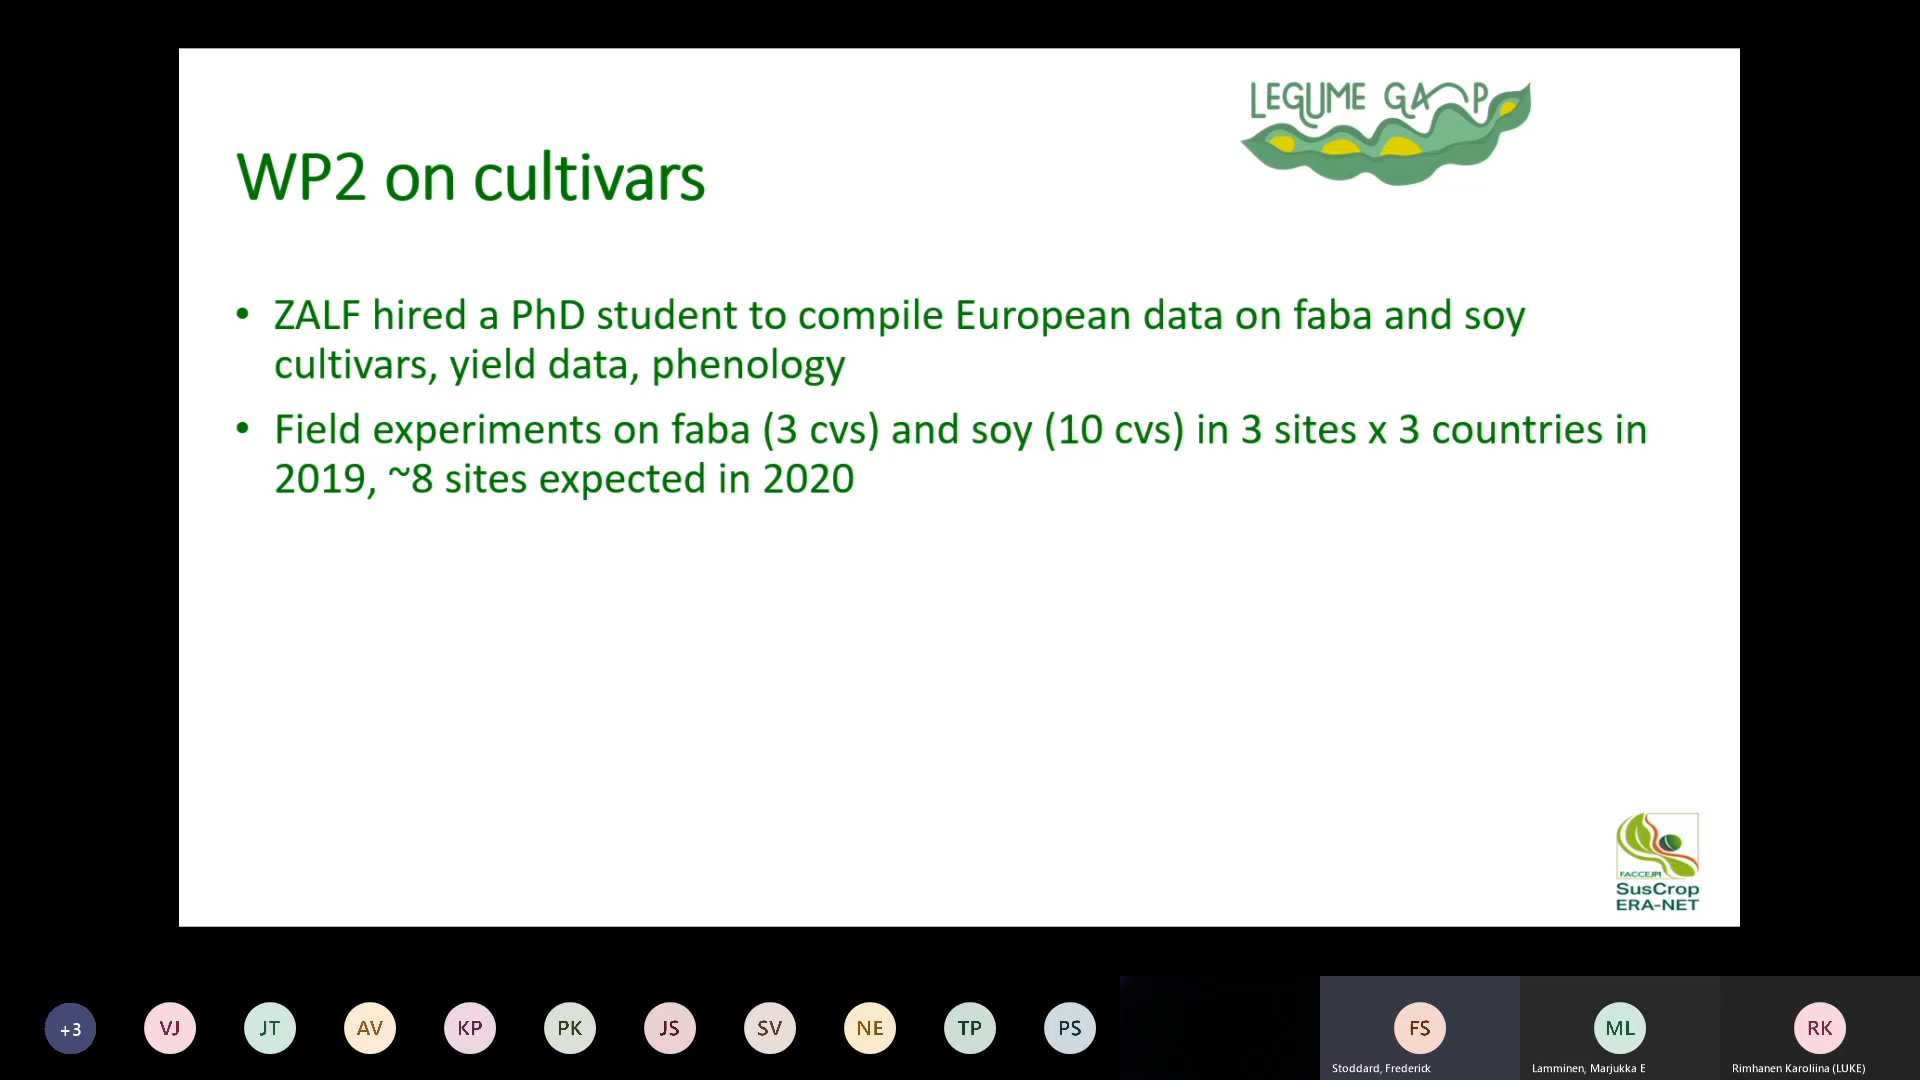 LEGUME GAP
WP2 on cultivars
• ZALF hired a PhD student to compile European data on faba and soy
cultivars, yield data, phenology
• Field experiments on faba (3 cvs) and soy (10 cvs) in 3 sites x 3 countries in
2019, ~8 sites expected in 2020
FACCEJPI
SusCrop
ERA-NET
+3 VJ JT AV KP PK JS SV NE TP PS FS ML RK
Stoddard, Frederick Lamminen, Marjukka E Rimhanen Karoliina (LUKE)